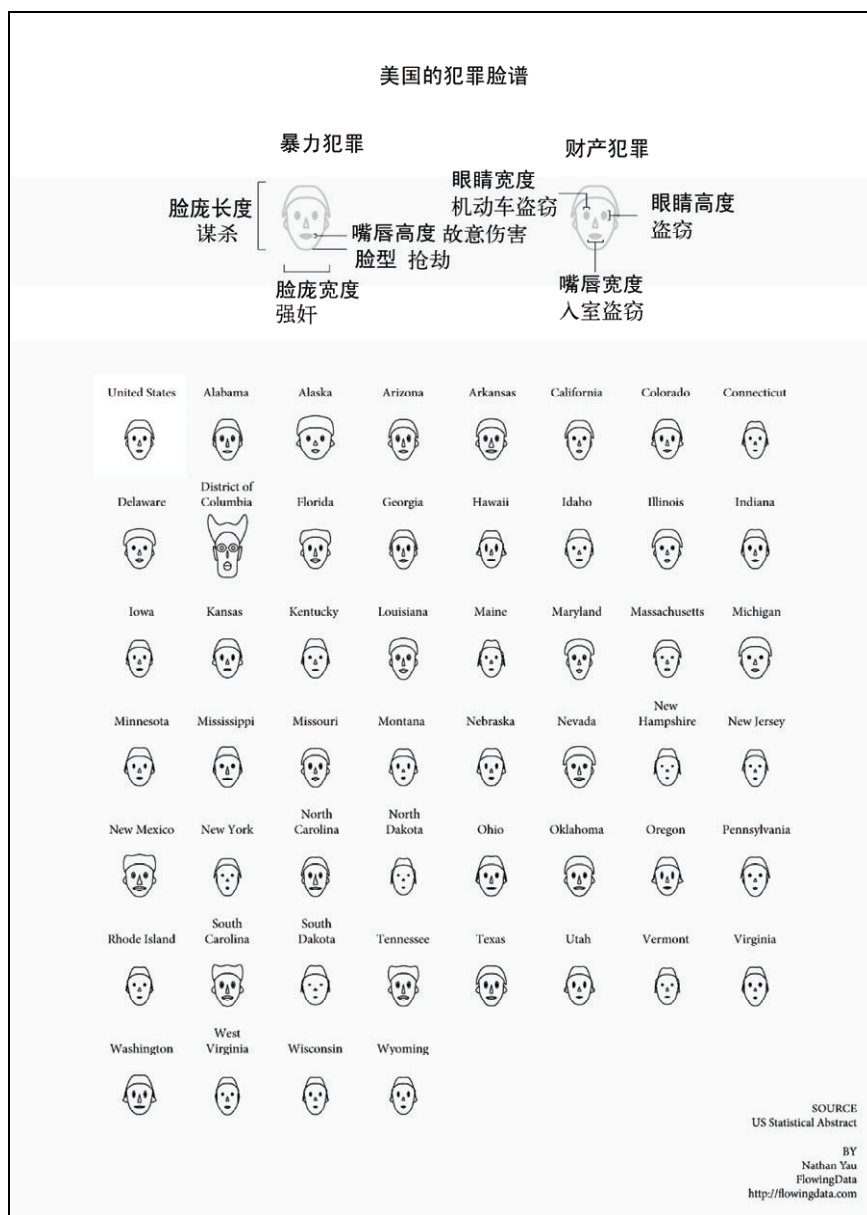 美国的犯罪脸谱
暴力犯罪
财产犯罪
脸庞长度
谋杀
嘴唇高度 故意伤害
脸型 抢劫
脸庞宽度
强奸
眼睛宽度
机动车盗窃
眼睛高度
盗窃
嘴唇宽度
入室盗窃
United States Alabama Alaska Arizona Arkansas California Colorado Connecticut
Delaware District of Columbia Florida Georgia Hawaii Idaho Illinois Indiana
Iowa Kansas Kentucky Louisiana Maine Maryland Massachusetts Michigan
Minnesota Mississippi Missouri Montana Nebraska Nevada New Hampshire New Jersey
New Mexico New York North Carolina North Dakota Ohio Oklahoma Oregon Pennsylvania
Rhode Island South Carolina South Dakota Tennessee Texas Utah Vermont Virginia
Washington West Virginia Wisconsin Wyoming
SOURCE
US Statistical Abstract
BY
Nathan Yau
FlowingData
http://flowingdata.com